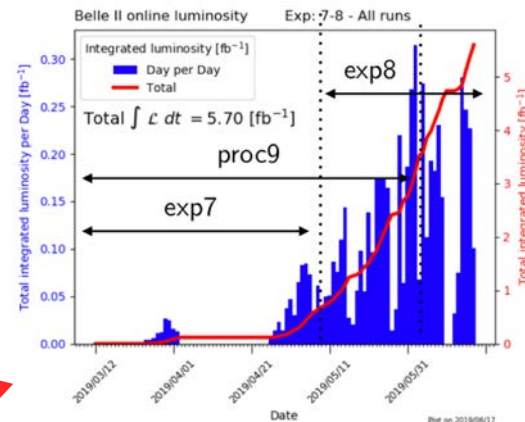 Belle II online luminosity Exp: 7-8 - All runs
Integrated luminosity [fb⁻¹]
Day per Day
Total
Total ∫ ℒ dt = 5.70 [fb⁻¹]
exp8
proc9
exp7
Total integrated luminosity per Day [fb⁻¹]
0.30
0.25
0.20
0.15
0.10
0.05
0.00
5
4
3
2
1
0
Total integrated luminosity [fb⁻¹]
2019/03/12
2019/04/01
2019/04/21
2019/05/11
2019/05/31
Date
Plot on 2019/06/17